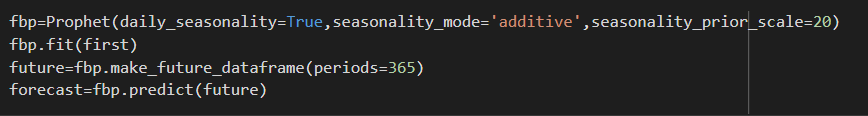 fbp=Prophet(daily_seasonality=True,seasonality_mode='additive',seasonality_prior_scale=20)
fbp.fit(first)
future=fbp.make_future_dataframe(periods=365)
forecast=fbp.predict(future)